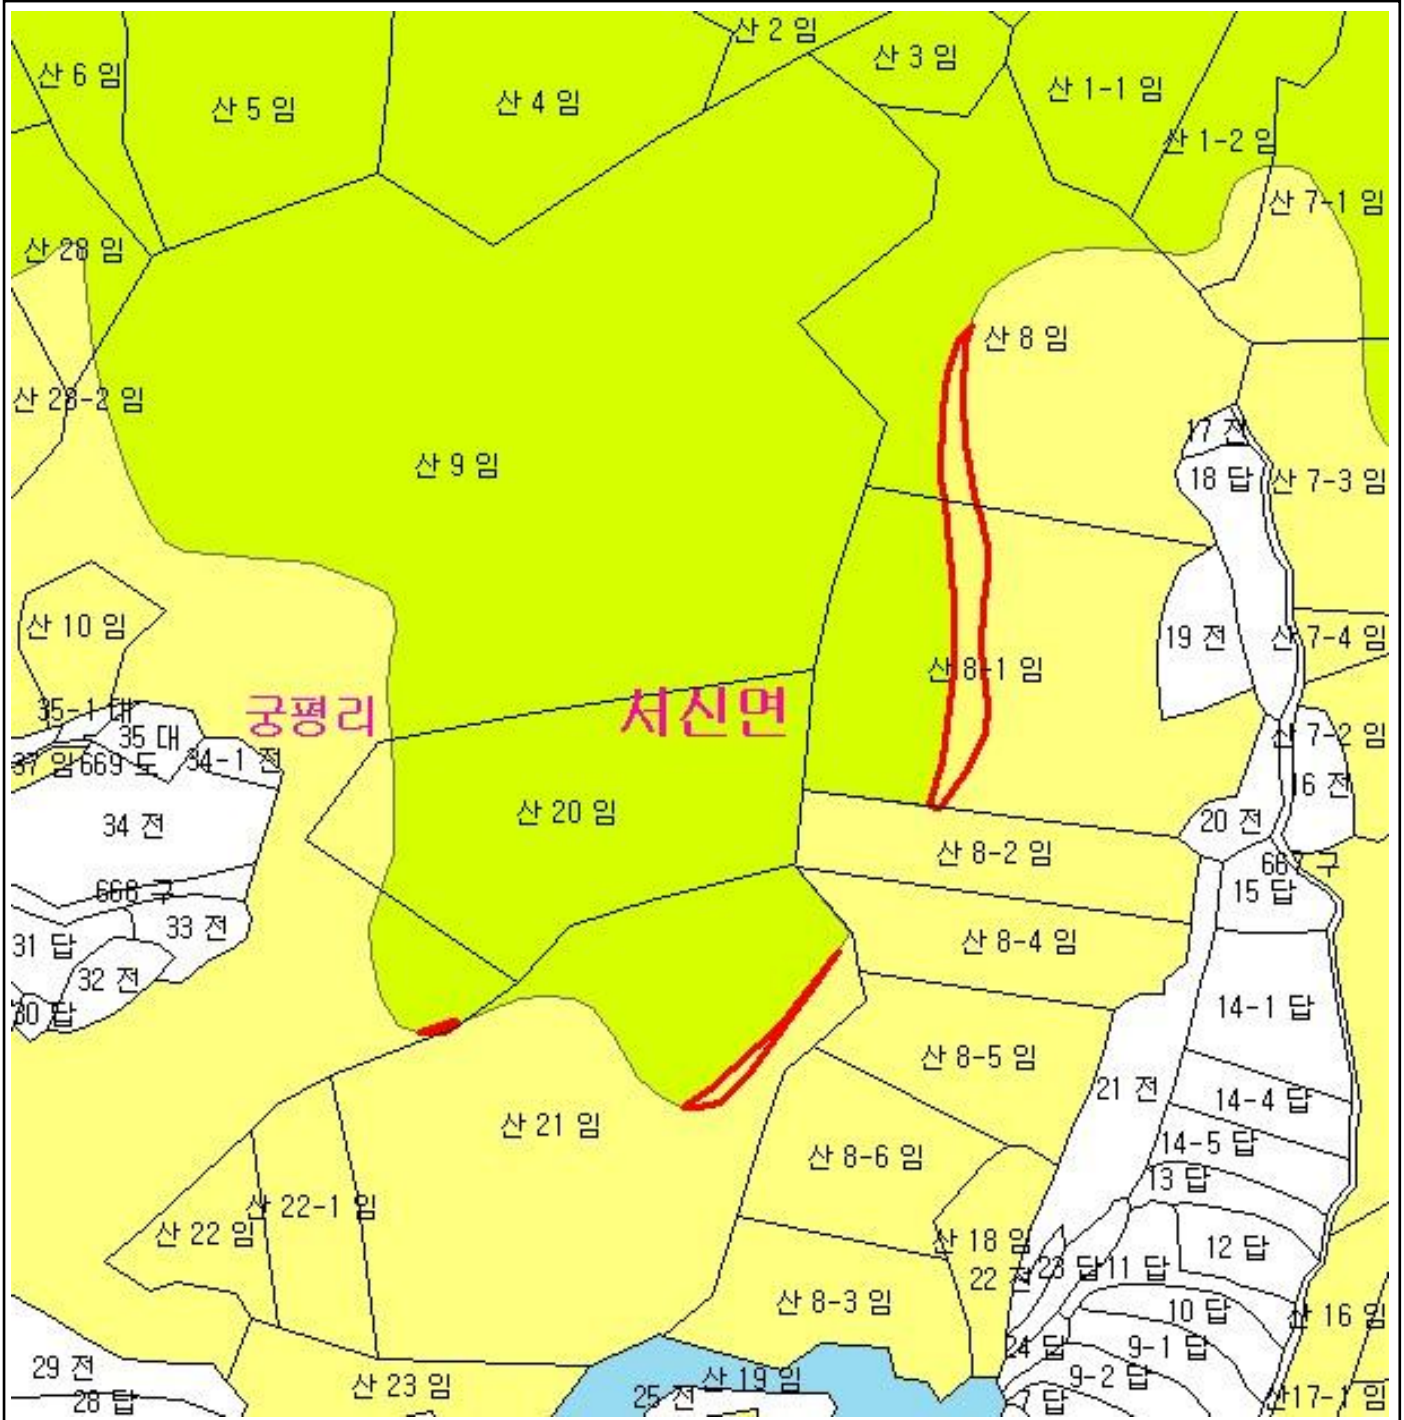 산 2 임
산 3 임
산 6 임
산 5 임
산 4 임
산 1-1 임
산 1-2 임
산 7-1 임
산 28 임
산 8 임
산 28-2 임
17 전
산 9 임
18 답
산 7-3 임
산 10 임
19 전
산 7-4 임
산 8-1 임
35-1 대
궁평리
서신면
35 대
산 7-2 임
37 임
669 도
34-1 전
16 전
34 전
산 20 임
20 전
산 8-2 임
667 구
668 구
15 답
33 전
31 답
산 8-4 임
32 전
30 답
14-1 답
산 8-5 임
21 전
14-4 답
산 21 임
14-5 답
산 8-6 임
13 답
산 22-1 임
산 22 임
산 18 임
12 답
22 전
23 답
11 답
산 8-3 임
10 답
산 16 임
24 답
9-1 답
29 전
9-2 답
산 23 임
산 19 임
28 답
25 전
7 답
산17-1 임